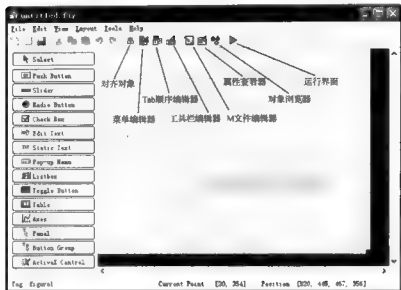 untitled.fig
File Edit View Layout Tools Help
对齐对象
属性查看器
运行界面
Tab顺序编辑器
对象浏览器
菜单编辑器
工具栏编辑器
M文件编辑器
Select
Push Button
Slider
Radio Button
Check Box
Edit Text
Static Text
Pop-up Menu
Listbox
Toggle Button
Table
Axes
Panel
Button Group
ActiveX Control
Tag: figure1
Current Point: [30, 354]
Position: [320, 448, 467, 356]